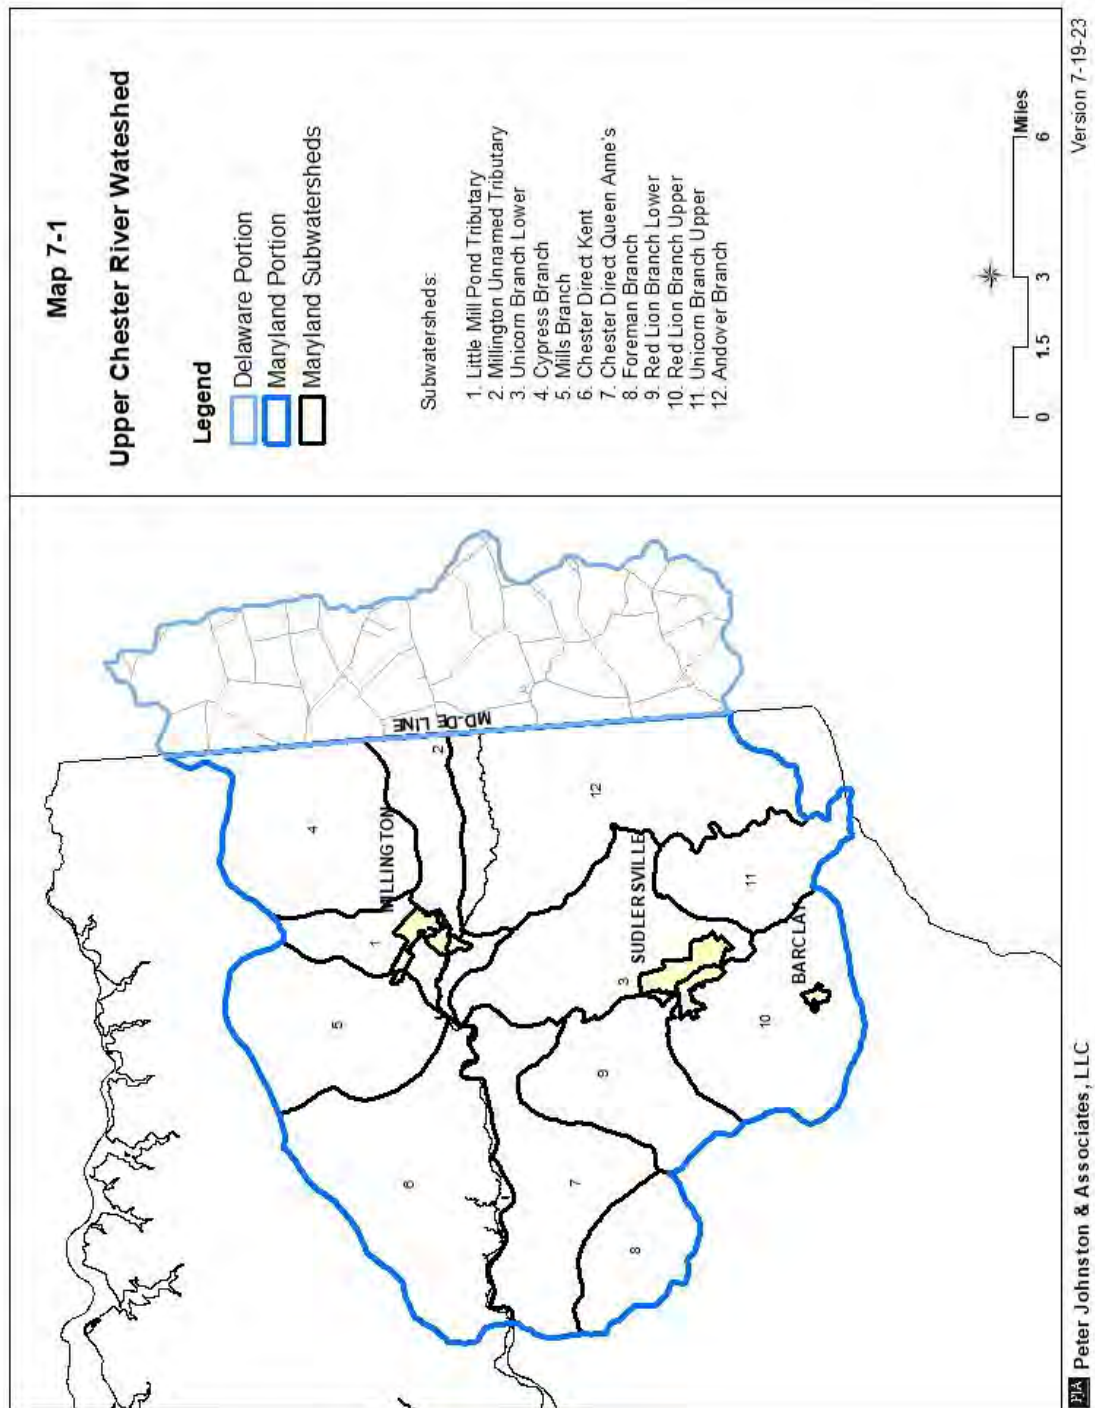 Map 7-1
Upper Chester River Wateshed
Legend
Delaware Portion
Maryland Portion
Maryland Subwatersheds
Subwatersheds:
1. Little Mill Pond Tributary
2. Millington Unnamed Tributary
3. Unicorn Branch Lower
4. Cypress Branch
5. Mills Branch
6. Chester Direct Kent
7. Chester Direct Queen Anne's
8. Foreman Branch
9. Red Lion Branch Lower
10. Red Lion Branch Upper
11. Unicorn Branch Upper
12. Andover Branch
0 1.5 3 6
Miles
MD-DE LINE
4
MILLINGTON
2
1
5
12
6
SUDLERSVILLE
3
11
9
7
BARCLAY
10
8
PJA Peter Johnston & Associates, LLC
Version 7-19-23